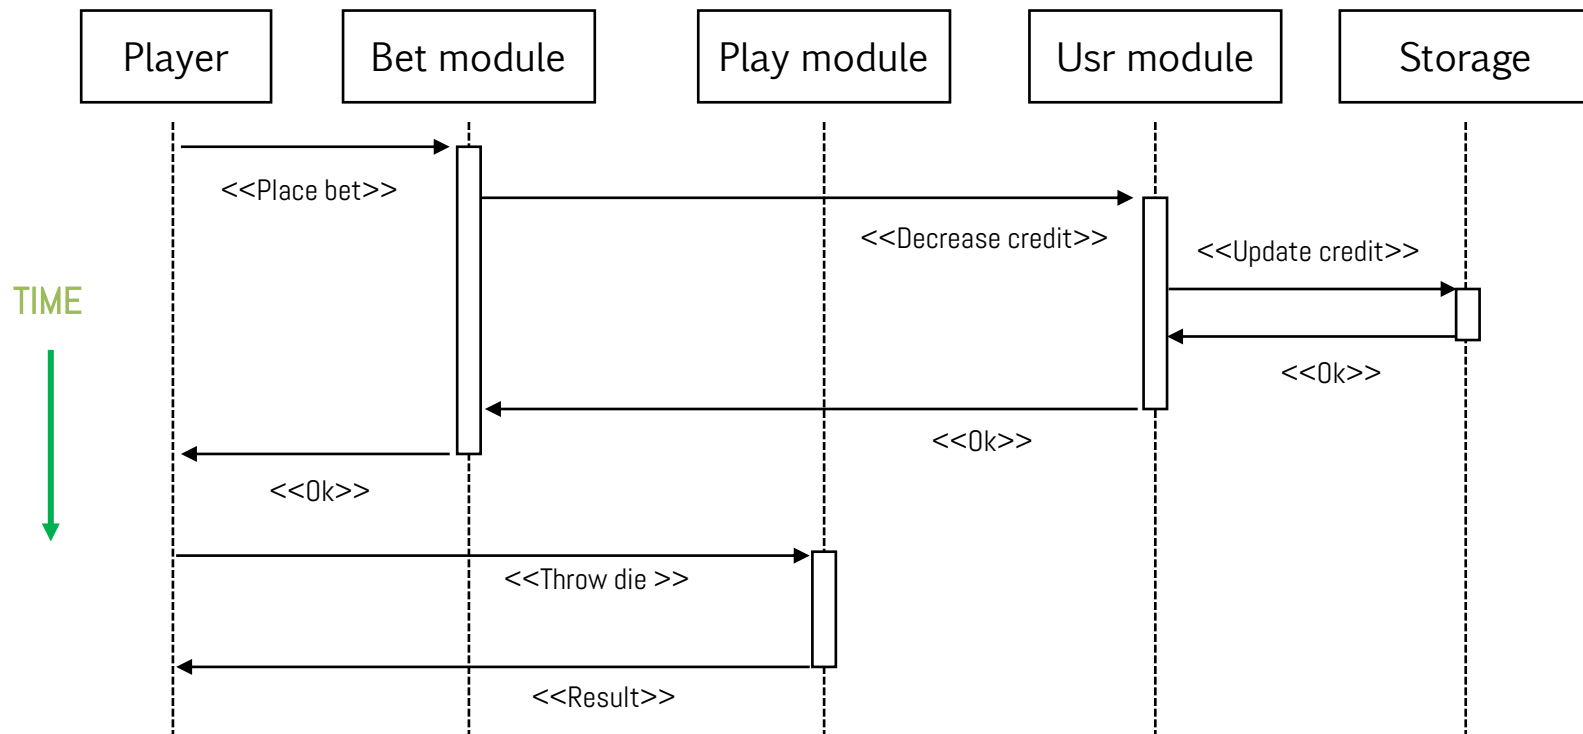 Player
Bet module
Play module
Usr module
Storage
<<Place bet>>
<<Decrease credit>>
<<Update credit>>
TIME
<<Ok>>
<<Ok>>
<<Ok>>
<<Throw die >>
<<Result>>